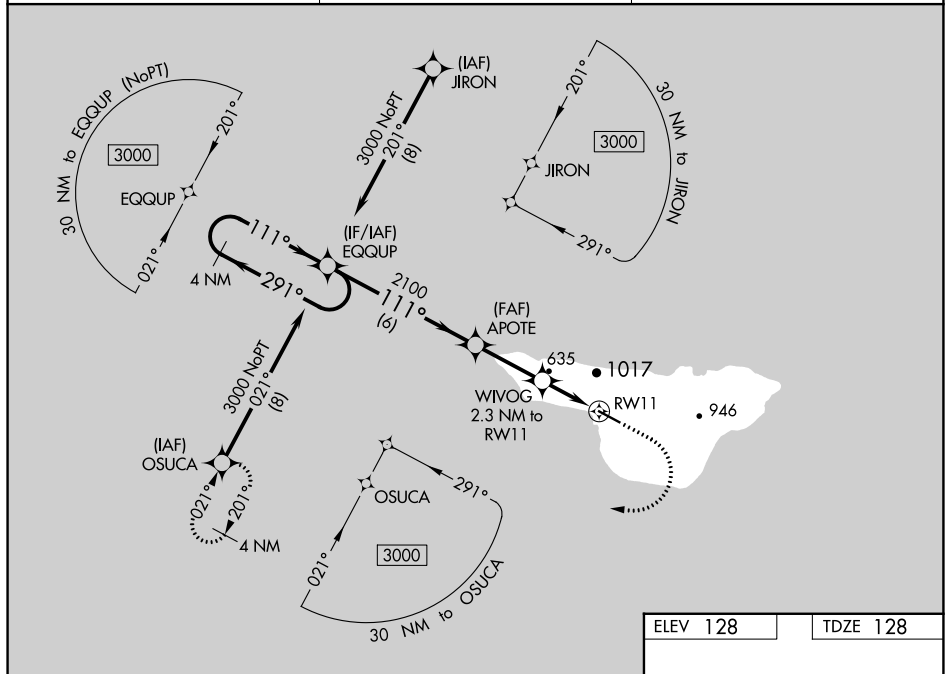 (IAF)
JIRON
3000 NoPT
201°
(8)
30 NM to EQQUP (NoPT)
201°
3000
EQQUP
021°
201°
30 NM to JIRON
3000
JIRON
291°
(IF/IAF)
EQQUP
111°
4 NM
291°
2100
111°
(6)
(FAF)
APOTE
635
1017
WIVOG
2.3 NM to
RW11
RW11
946
3000 NoPT
021°
(8)
(IAF)
OSUCA
021°
201°
4 NM
OSUCA
291°
021°
3000
30 NM to OSUCA
ELEV 128
TDZE 128